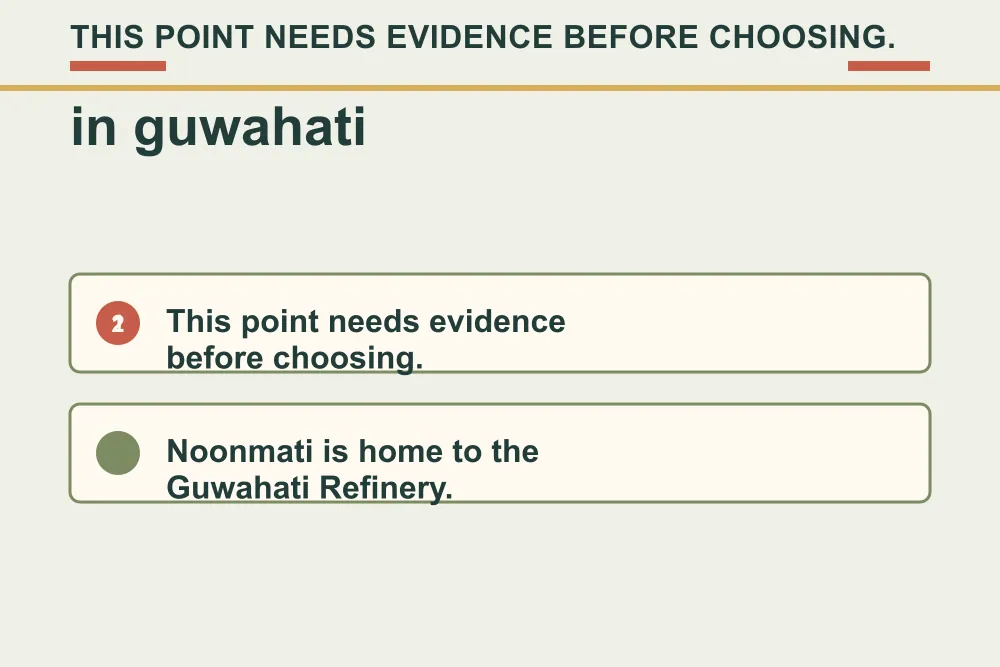 THIS POINT NEEDS EVIDENCE BEFORE CHOOSING.
in guwahati
2
This point needs evidence
before choosing.
Noonmati is home to the
Guwahati Refinery.